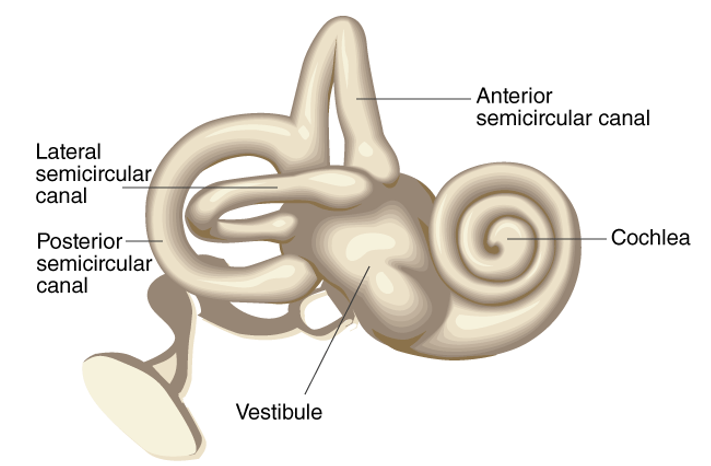 Anterior
semicircular canal
Lateral
semicircular
canal
Posterior
semicircular
canal
Cochlea
Vestibule